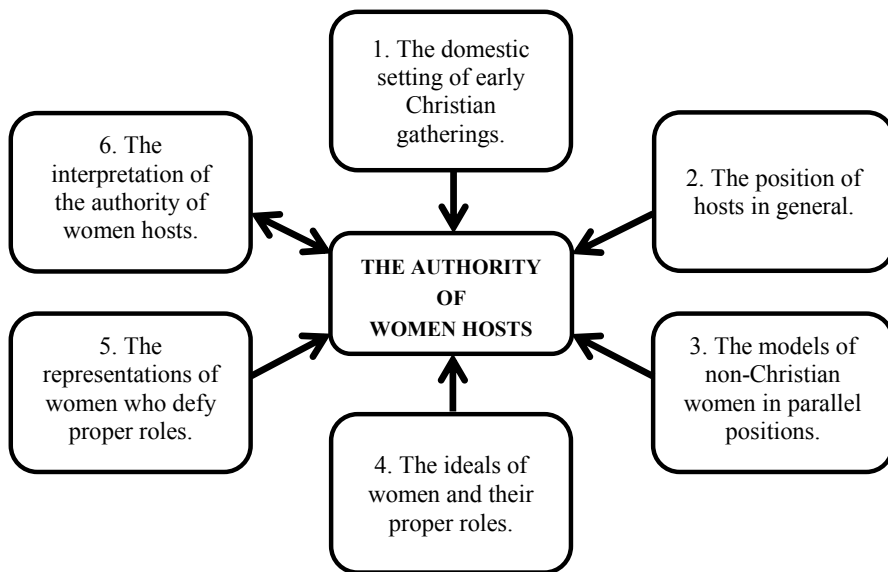 1. The domestic
setting of early
Christian
gatherings.
2. The position of
hosts in general.
3. The models of
non-Christian
women in parallel
positions.
4. The ideals of
women and their
proper roles.
5. The
representations of
women who defy
proper roles.
6. The
interpretation of
the authority of
women hosts.
THE AUTHORITY
OF
WOMEN HOSTS